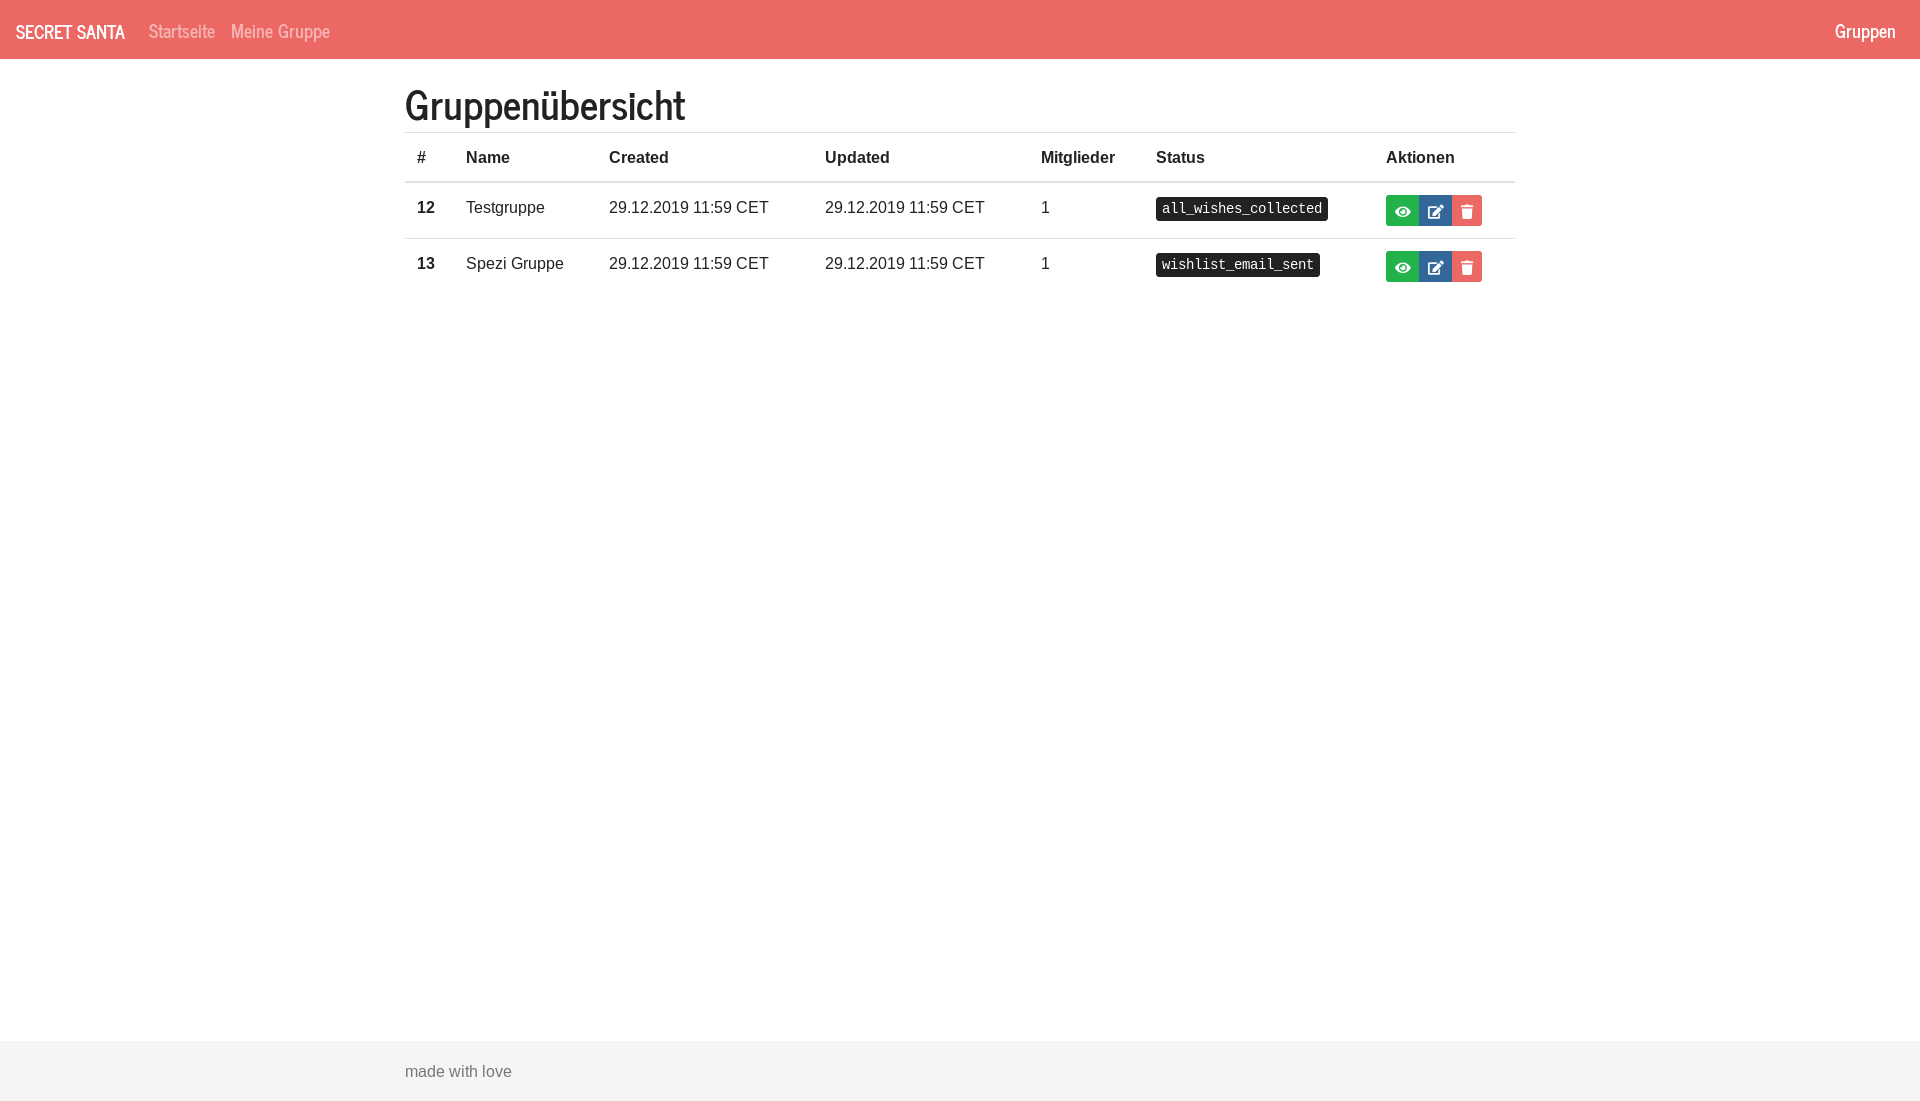 SECRET SANTA Startseite Meine Gruppe Gruppen
Gruppenübersicht
# Name Created Updated Mitglieder Status Aktionen
12 Testgruppe 29.12.2019 11:59 CET 29.12.2019 11:59 CET 1 all_wishes_collected
13 Spezi Gruppe 29.12.2019 11:59 CET 29.12.2019 11:59 CET 1 wishlist_email_sent
made with love